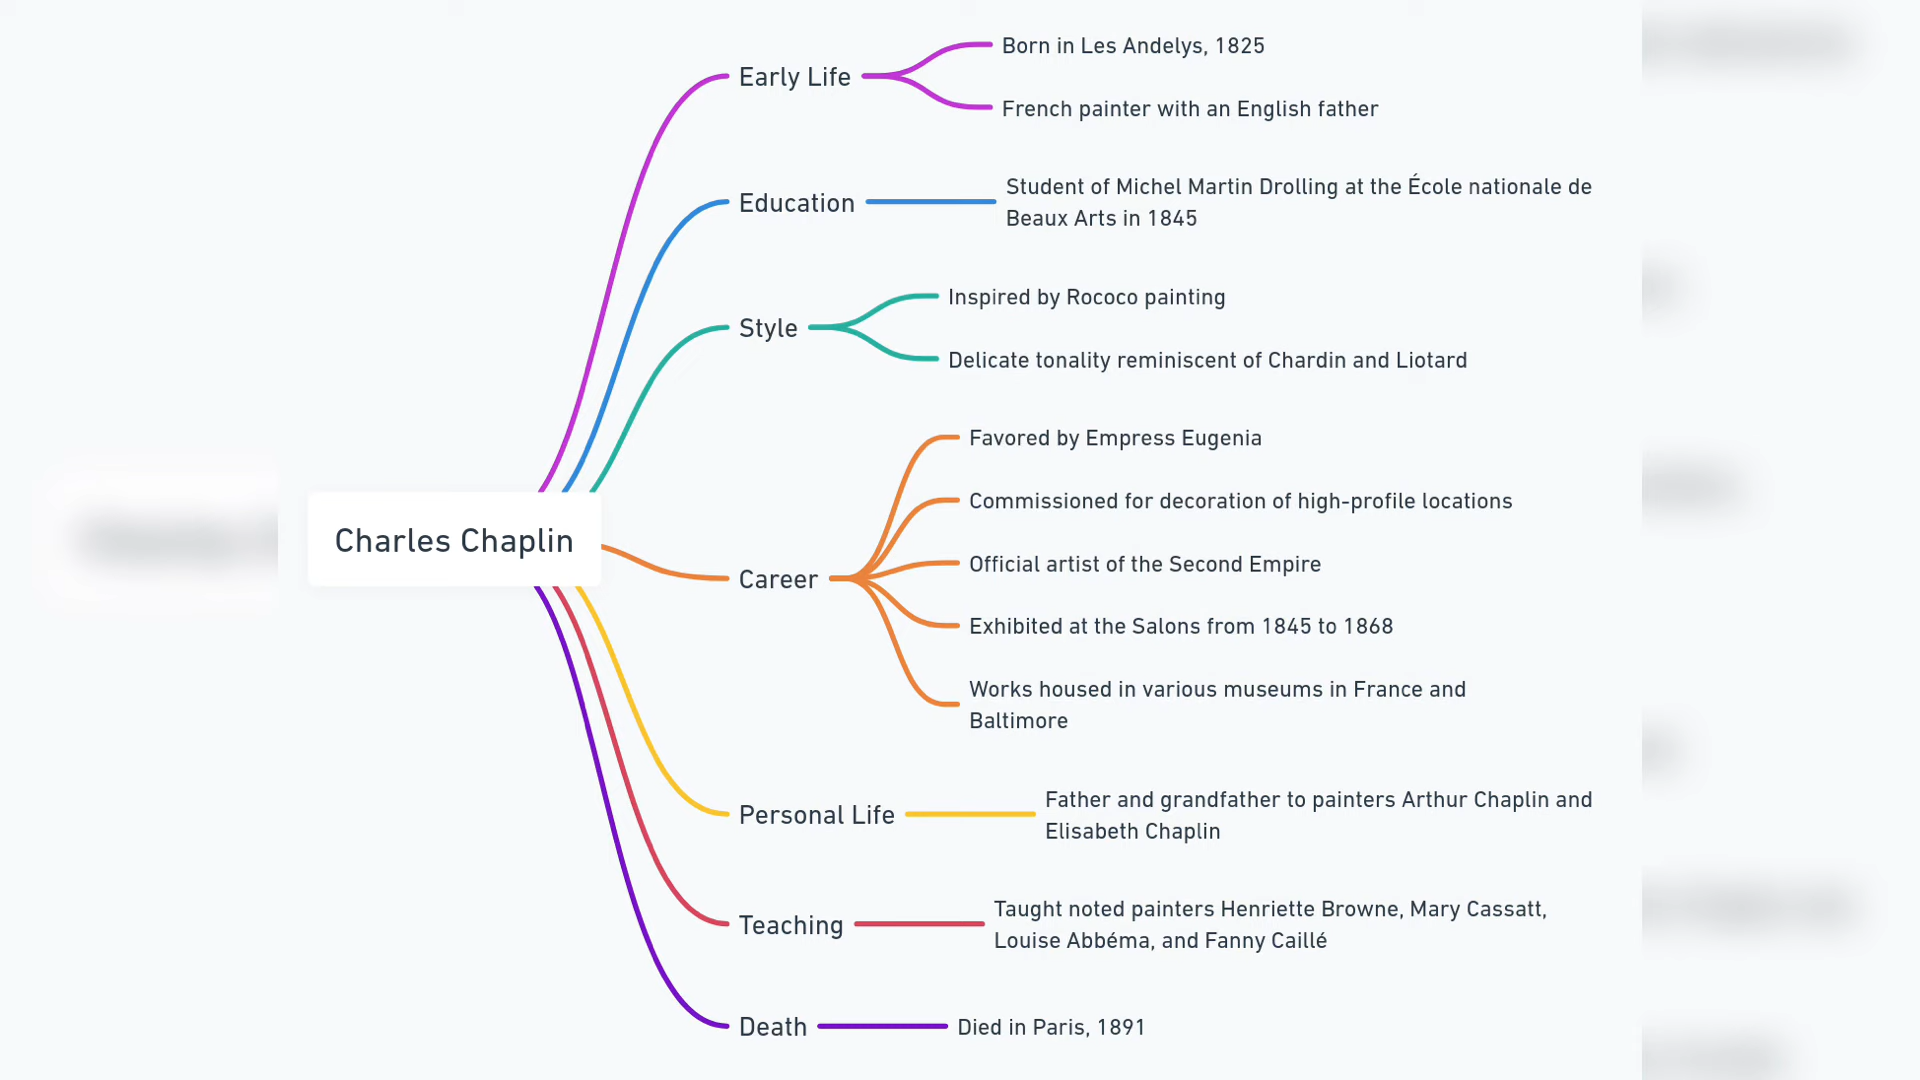 Born in Les Andelys, 1825
Early Life
French painter with an English father
Student of Michel Martin Drolling at the École nationale de
Education
Beaux Arts in 1845
Inspired by Rococo painting
Style
Delicate tonality reminiscent of Chardin and Liotard
Favored by Empress Eugenia
Commissioned for decoration of high-profile locations
Charles Chaplin
Official artist of the Second Empire
Career
Exhibited at the Salons from 1845 to 1868
Works housed in various museums in France and
Baltimore
Father and grandfather to painters Arthur Chaplin and
Personal Life
Elisabeth Chaplin
Taught noted painters Henriette Browne, Mary Cassatt,
Teaching
Louise Abbéma, and Fanny Caillé
Death
Died in Paris, 1891